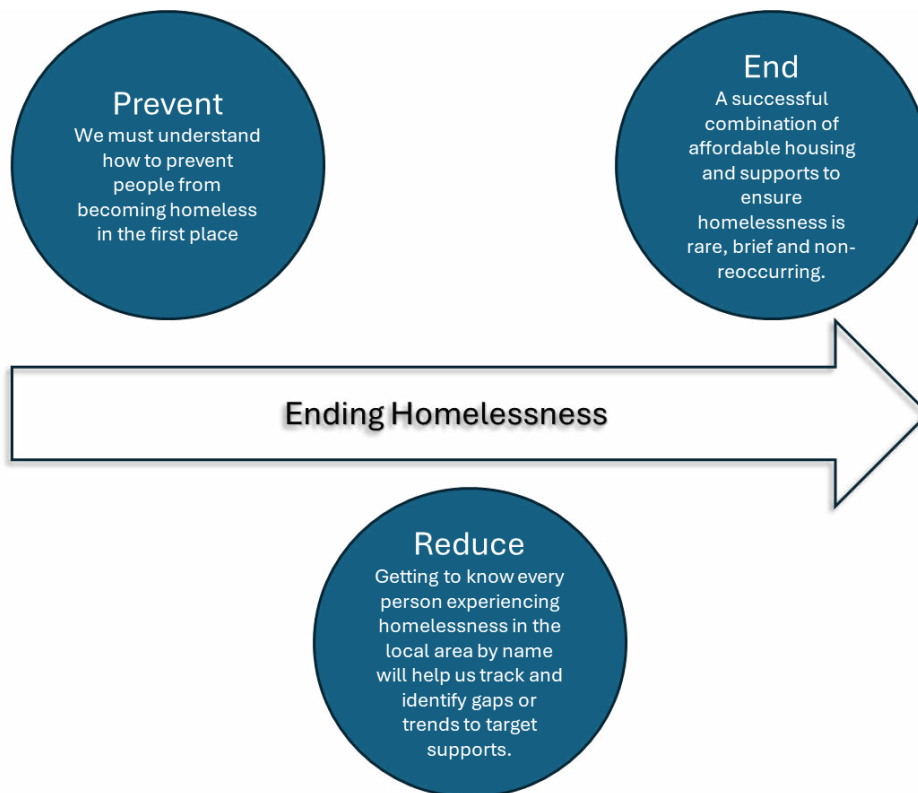 Prevent
We must understand
how to prevent
people from
becoming homeless
in the first place
End
A successful
combination of
affordable housing
and supports to
ensure
homelessness is
rare, brief and non-
reoccurring.
Ending Homelessness
Reduce
Getting to know every
person experiencing
homelessness in the
local area by name
will help us track and
identify gaps or
trends to target
supports.